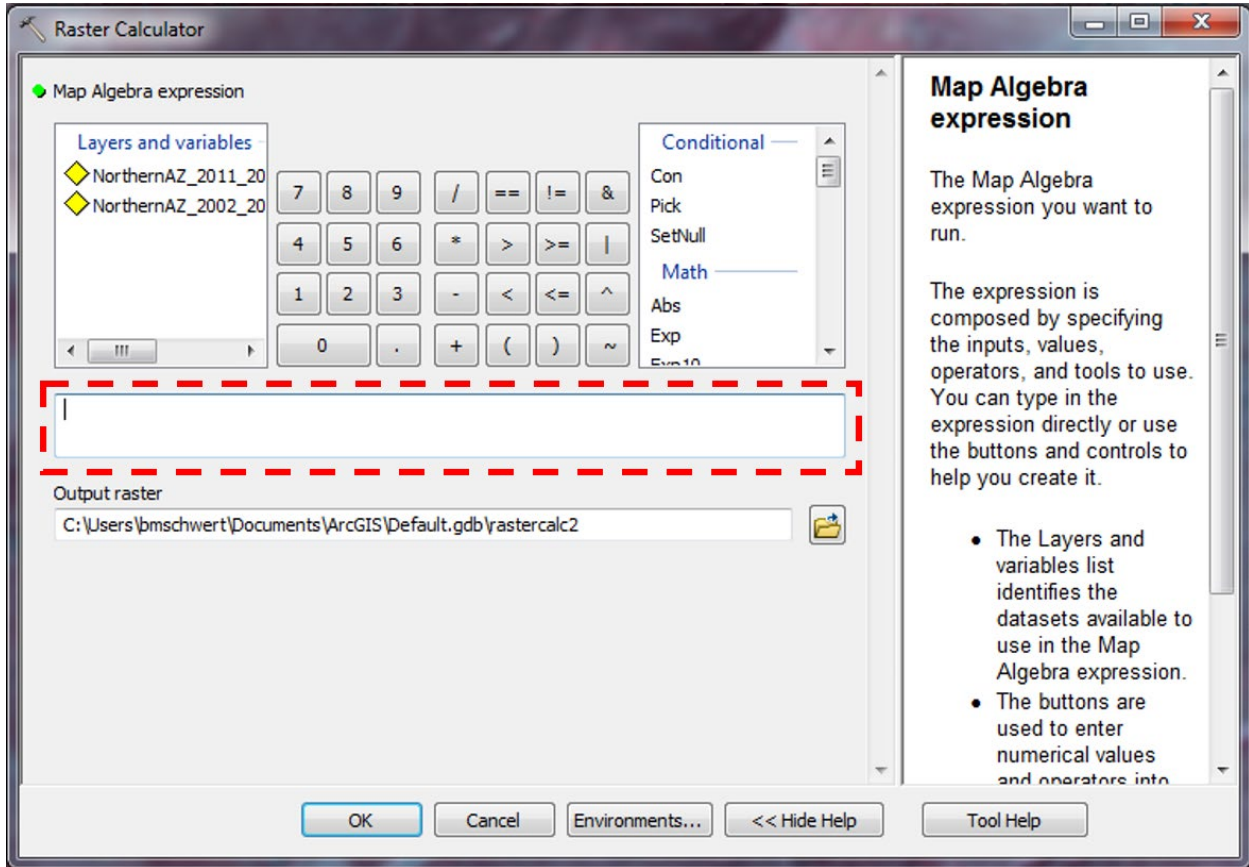 Raster Calculator
Map Algebra expression
Layers and variables
NorthernAZ_2011_20
NorthernAZ_2002_20
7 8 9 / == != &
4 5 6 * > >= |
1 2 3 - < <= ^
0 . + ( ) ~
Conditional
Con
Pick
SetNull
Math
Abs
Exp
Exp10
Output raster
C:\Users\bmschwert\Documents\ArcGIS\Default.gdb\rastercalc2
OK Cancel Environments... << Hide Help Tool Help
Map Algebra
expression
The Map Algebra
expression you want to
run.
The expression is
composed by specifying
the inputs, values,
operators, and tools to use.
You can type in the
expression directly or use
the buttons and controls to
help you create it.
• The Layers and
variables list
identifies the
datasets available to
use in the Map
Algebra expression.
• The buttons are
used to enter
numerical values
and operators into